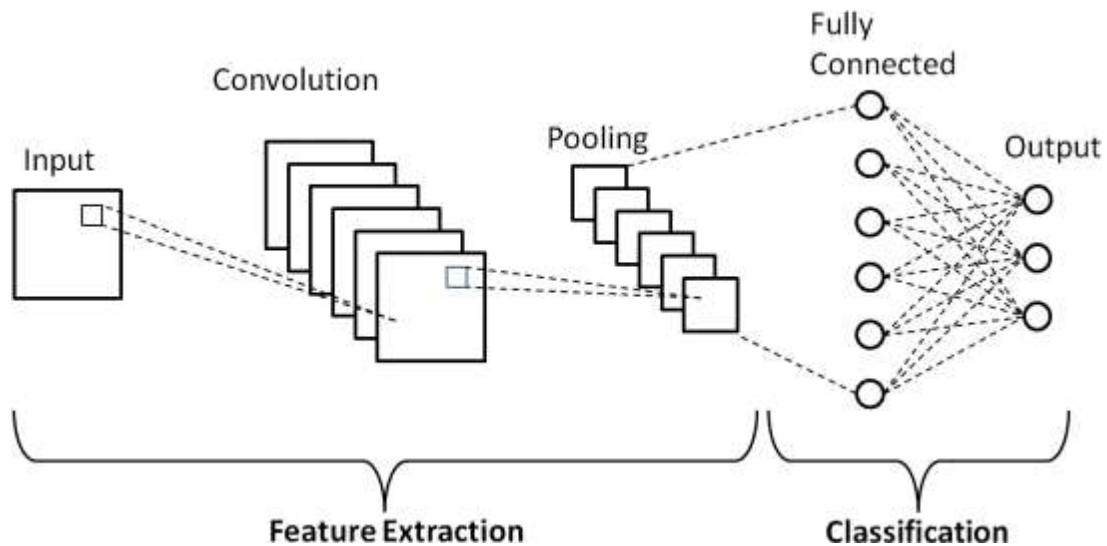 Input
Convolution
Pooling
Fully
Connected
Output
Feature Extraction
Classification